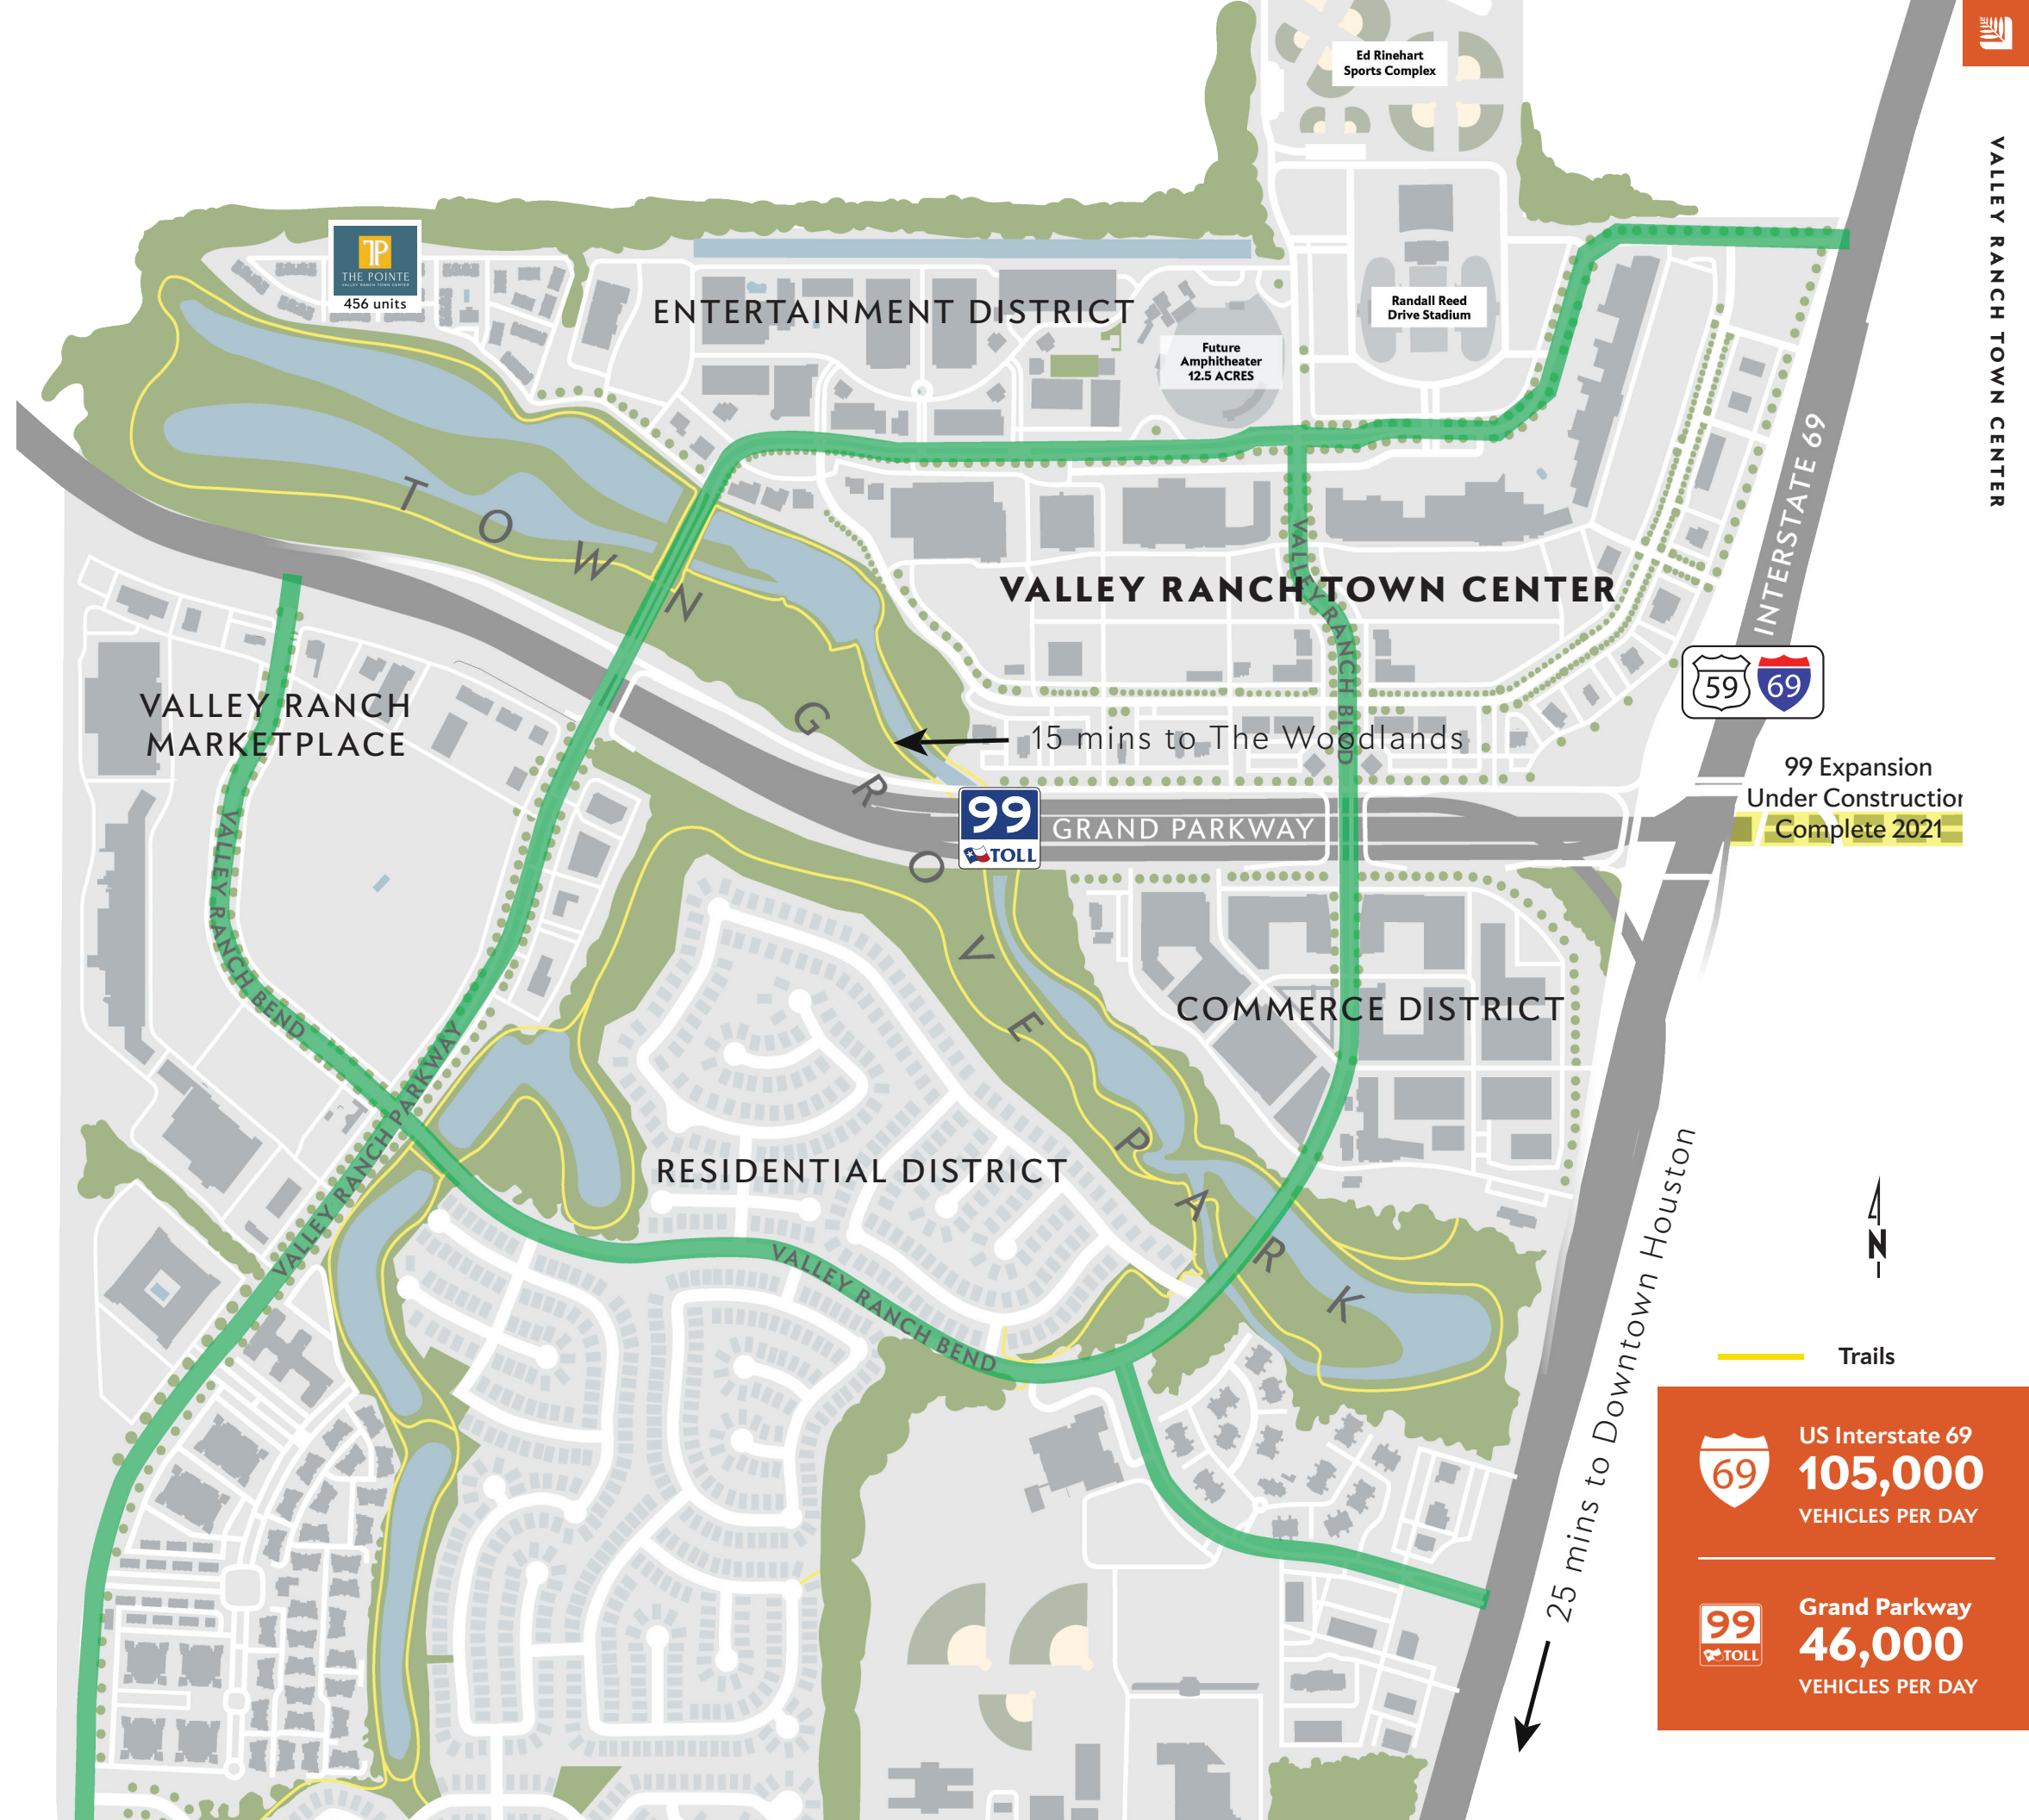 Ed Rinehart
Sports Complex
VALLEY RANCH TOWN CENTER
TP
THE POINTE
VALLEY RANCH TOWN CENTER
456 units
ENTERTAINMENT DISTRICT
Randall Reed
Drive Stadium
Future
Amphitheater
12.5 ACRES
INTERSTATE 69
TOWN GROVE PARK
VALLEY RANCH BLVD
VALLEY RANCH TOWN CENTER
59
69
VALLEY RANCH
MARKETPLACE
15 mins to The Woodlands
99 Expansion
Under Construction
Complete 2021
99
TOLL
GRAND PARKWAY
VALLEY RANCH BEND
VALLEY RANCH PARKWAY
COMMERCE DISTRICT
RESIDENTIAL DISTRICT
VALLEY RANCH BEND
25 mins to Downtown Houston
N
Trails
69
US Interstate 69
105,000
VEHICLES PER DAY
99
TOLL
Grand Parkway
46,000
VEHICLES PER DAY